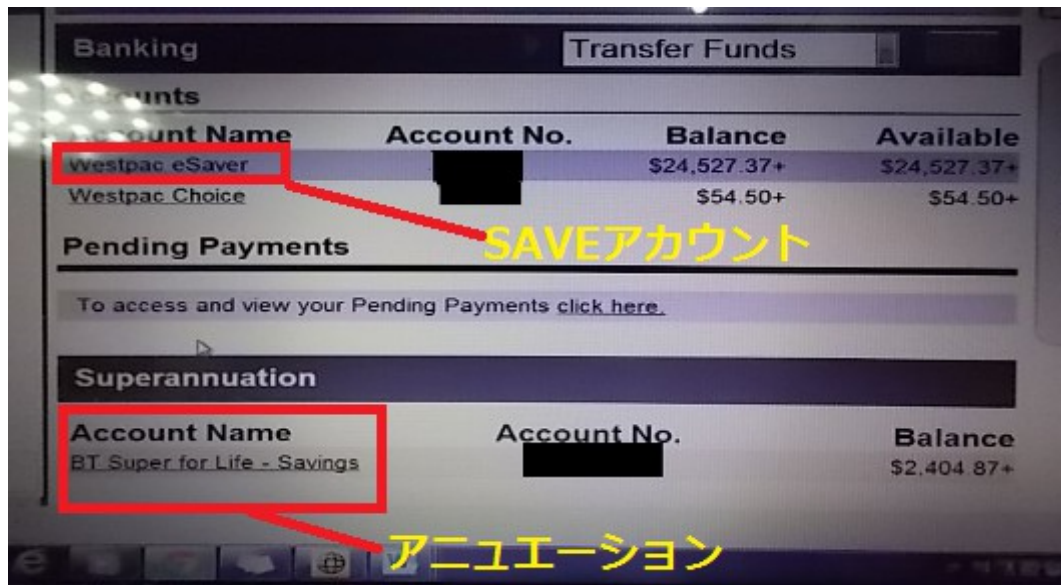 Banking Transfer Funds
Account Name Account No. Balance Available
Westpac eSaver $24,527.37+ $24,527.37+
Westpac Choice $54.50+ $54.50+
SAVEアカウント
Pending Payments
To access and view your Pending Payments click here.
Superannuation
Account Name Account No. Balance
BT Super for Life - Savings $2,404.87+
アニュエーション